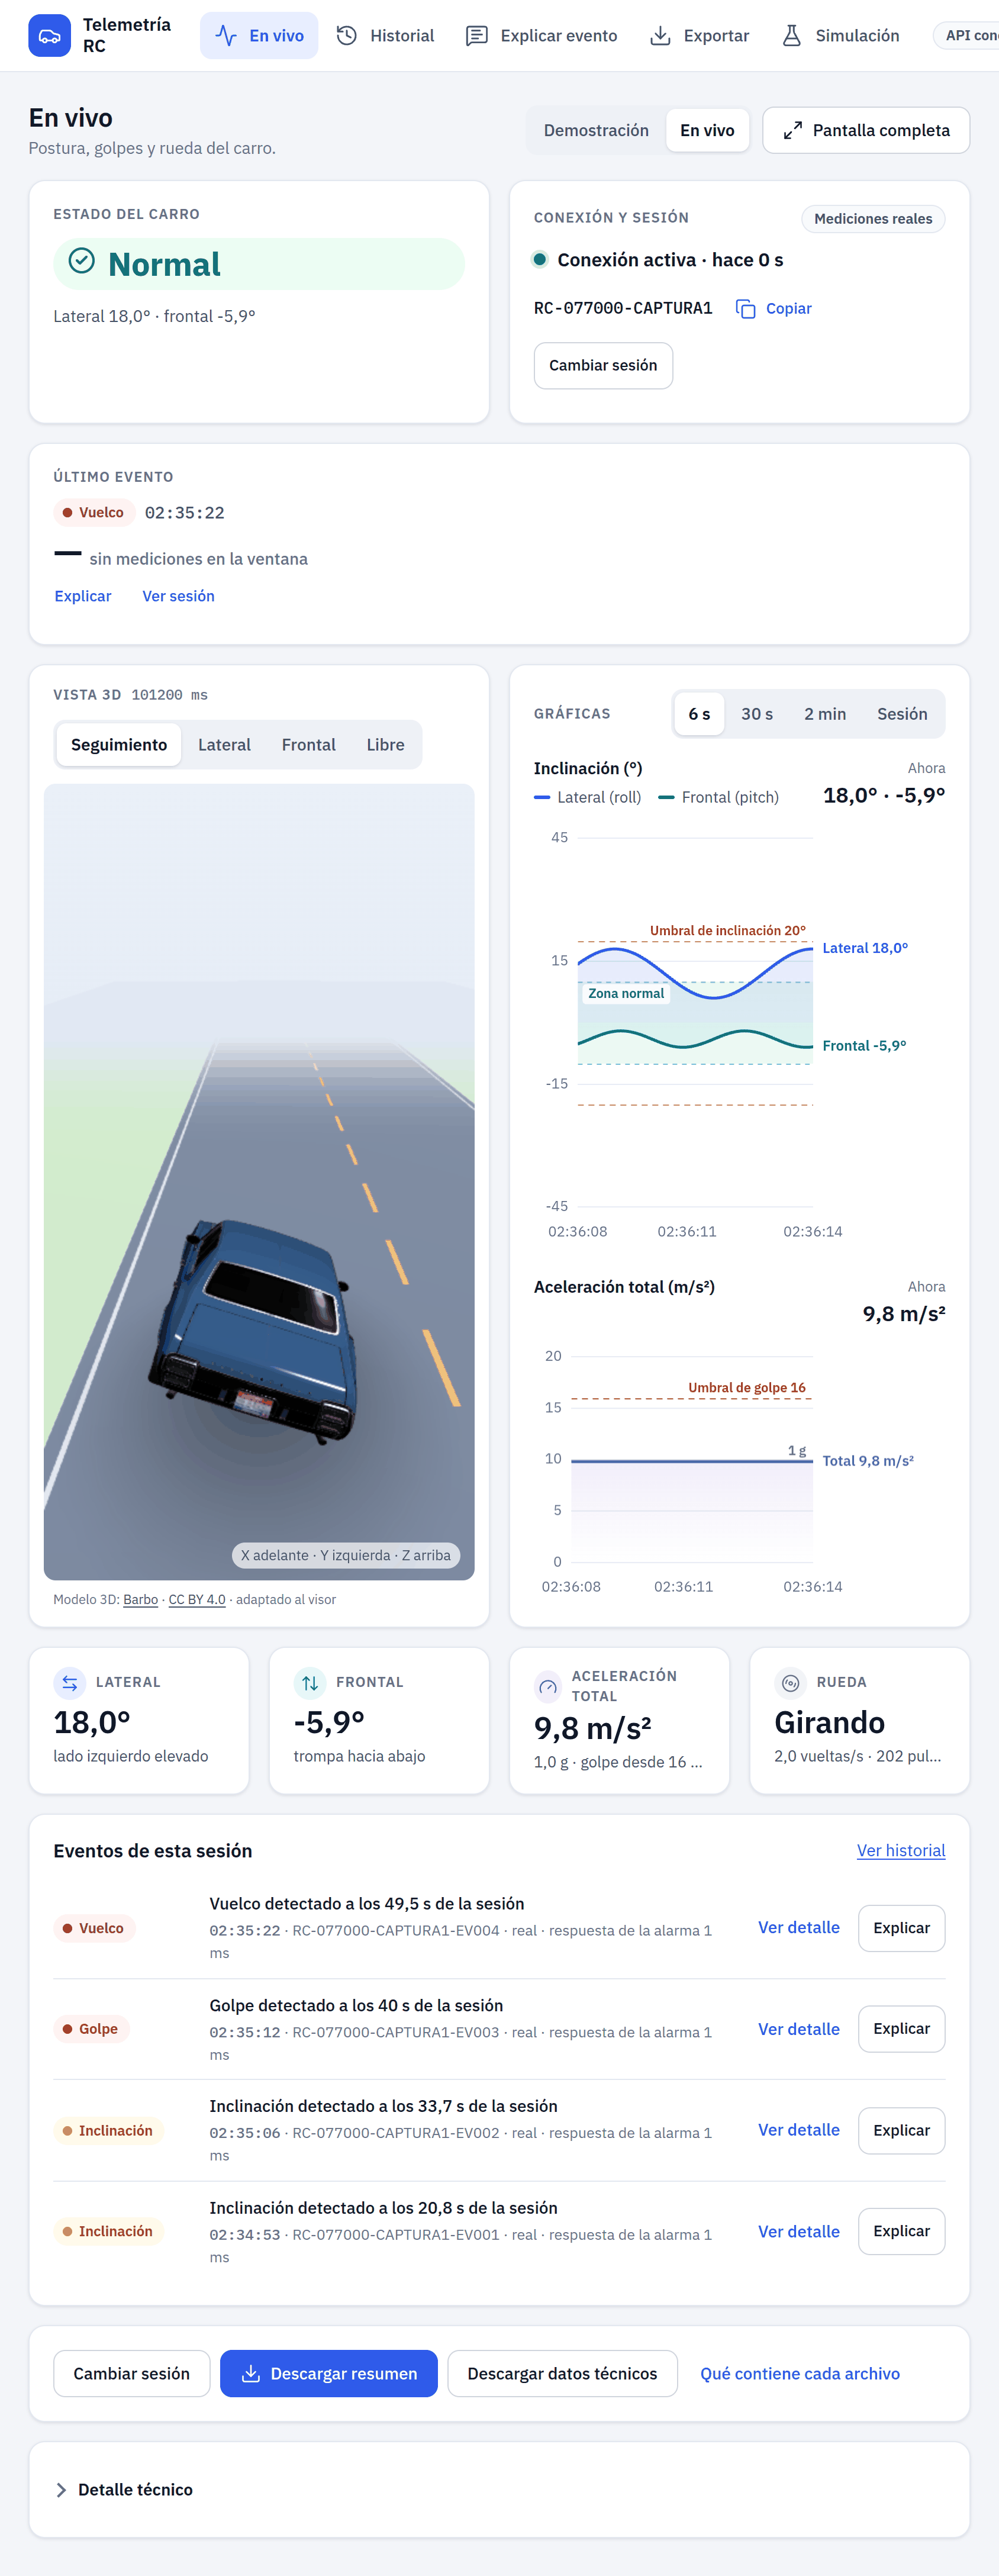 Telemetría
RC
En vivo
Historial
Explicar evento
Exportar
Simulación
API
En vivo
Postura, golpes y rueda del carro.
Demostración
En vivo
Pantalla completa
ESTADO DEL CARRO
Normal
Lateral 18,0° · frontal -5,9°
CONEXIÓN Y SESIÓN
Mediciones reales
Conexión activa · hace 0 s
RC-077000-CAPTURA1
Copiar
Cambiar sesión
ÚLTIMO EVENTO
Vuelco 02:35:22
— sin mediciones en la ventana
Explicar
Ver sesión
VISTA 3D 101200 ms
Seguimiento
Lateral
Frontal
Libre
X adelante · Y izquierda · Z arriba
Modelo 3D: Barbo · CC BY 4.0 · adaptado al visor
GRÁFICAS
6 s
30 s
2 min
Sesión
Inclinación (°)
Ahora
Lateral (roll)
Frontal (pitch)
18,0° · -5,9°
45
Umbral de inclinación 20°
Lateral 18,0°
15
Zona normal
Frontal -5,9°
-15
-45
02:36:08
02:36:11
02:36:14
Aceleración total (m/s²)
Ahora
9,8 m/s²
20
Umbral de golpe 16
15
1 g
10
Total 9,8 m/s²
5
0
02:36:08
02:36:11
02:36:14
LATERAL
18,0°
lado izquierdo elevado
FRONTAL
-5,9°
trompa hacia abajo
ACELERACIÓN
TOTAL
9,8 m/s²
1,0 g · golpe desde 16 ...
RUEDA
Girando
2,0 vueltas/s · 202 pul...
Eventos de esta sesión
Ver historial
Vuelco
Vuelco detectado a los 49,5 s de la sesión
02:35:22 · RC-077000-CAPTURA1-EV004 · real · respuesta de la alarma 1
ms
Ver detalle
Explicar
Golpe
Golpe detectado a los 40 s de la sesión
02:35:12 · RC-077000-CAPTURA1-EV003 · real · respuesta de la alarma 1
ms
Ver detalle
Explicar
Inclinación
Inclinación detectado a los 33,7 s de la sesión
02:35:06 · RC-077000-CAPTURA1-EV002 · real · respuesta de la alarma 1
ms
Ver detalle
Explicar
Inclinación
Inclinación detectado a los 20,8 s de la sesión
02:34:53 · RC-077000-CAPTURA1-EV001 · real · respuesta de la alarma 1
ms
Ver detalle
Explicar
Cambiar sesión
Descargar resumen
Descargar datos técnicos
Qué contiene cada archivo
Detalle técnico